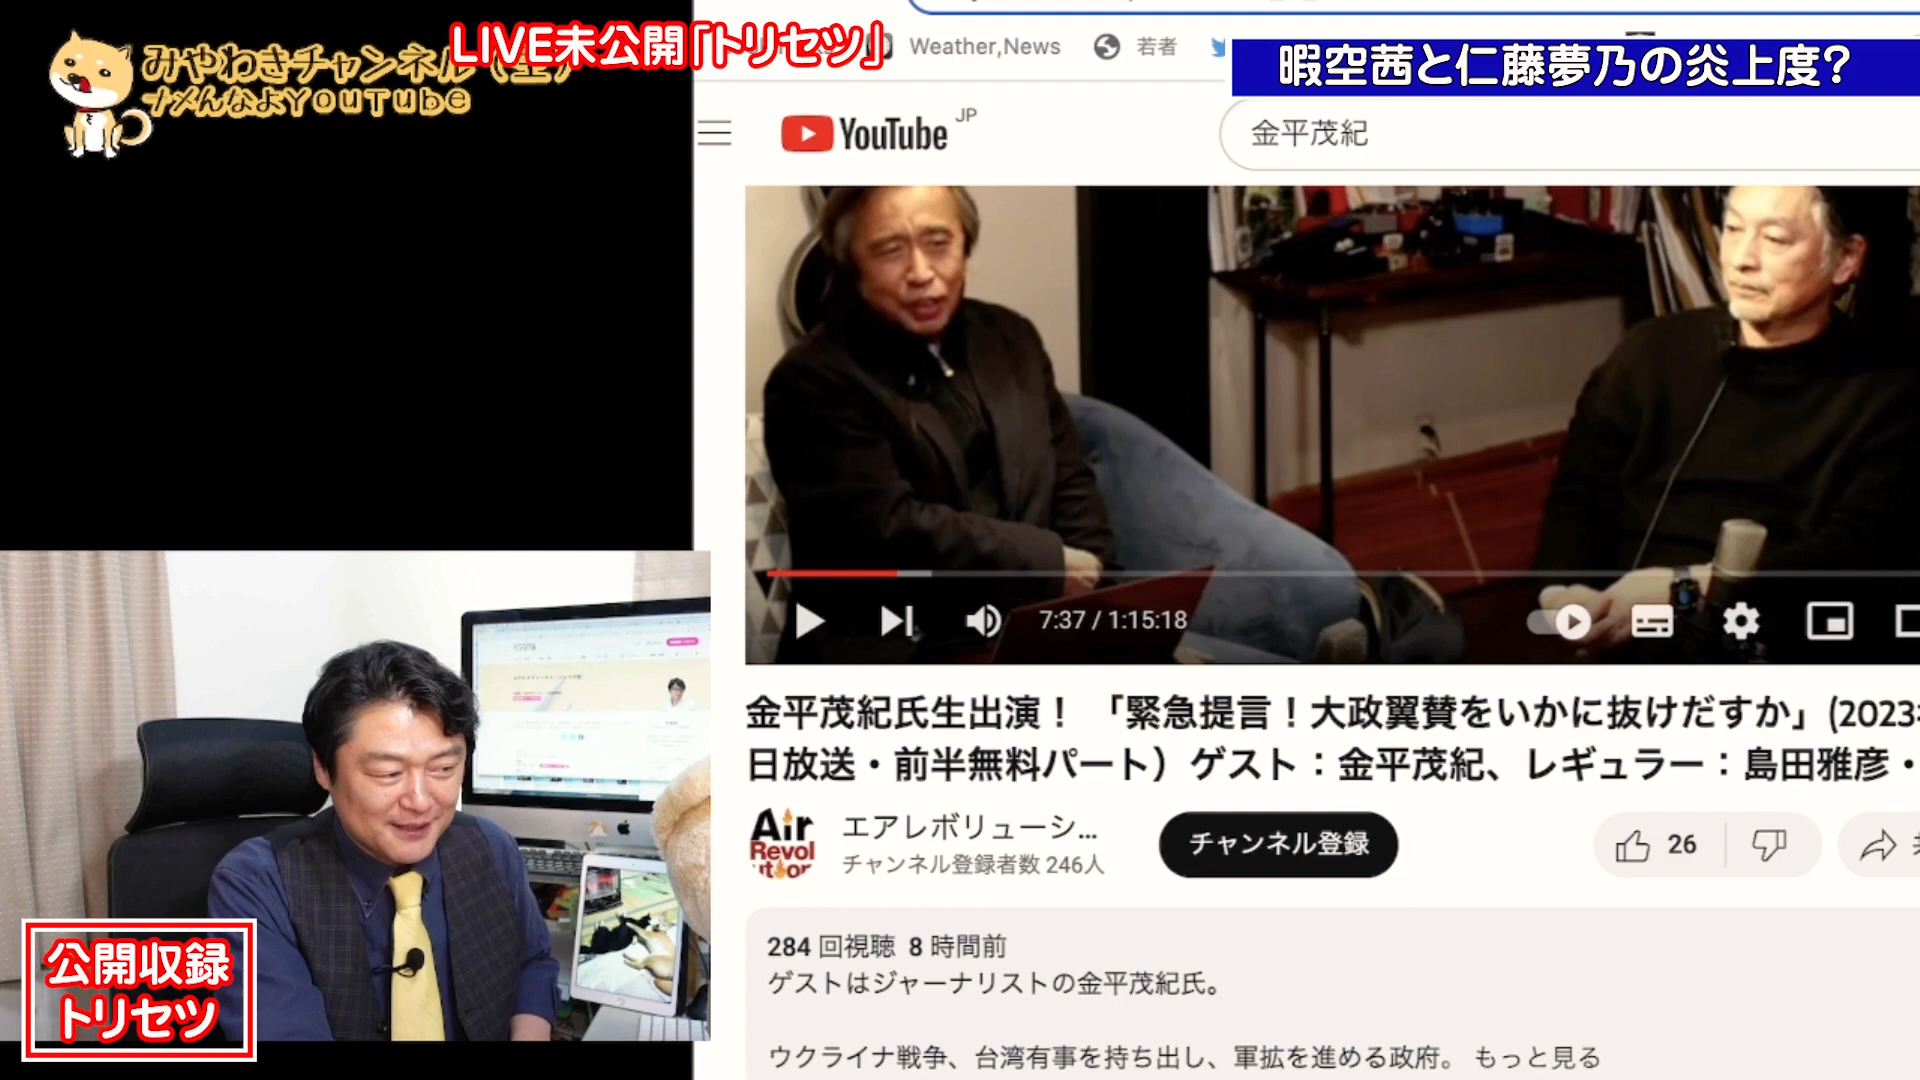 みやわきチャンネル（
ナメんなよYouTube
LIVE未公開「トリセツ」
Weather,News
若者
暇空茜と仁藤夢乃の炎上度?
YouTube
JP
金平茂紀
7:37 / 1:15:18
金平茂紀氏生出演！「緊急提言！大政翼賛をいかに抜けだすか」(2023
日放送・前半無料パート）ゲスト：金平茂紀、レギュラー：島田雅彦・
Air
Revol
ution
エアレボリューシ...
チャンネル登録者数 246人
チャンネル登録
26
284 回視聴 8 時間前
ゲストはジャーナリストの金平茂紀氏。
ウクライナ戦争、台湾有事を持ち出し、軍拡を進める政府。 もっと見る
公開収録
トリセツ